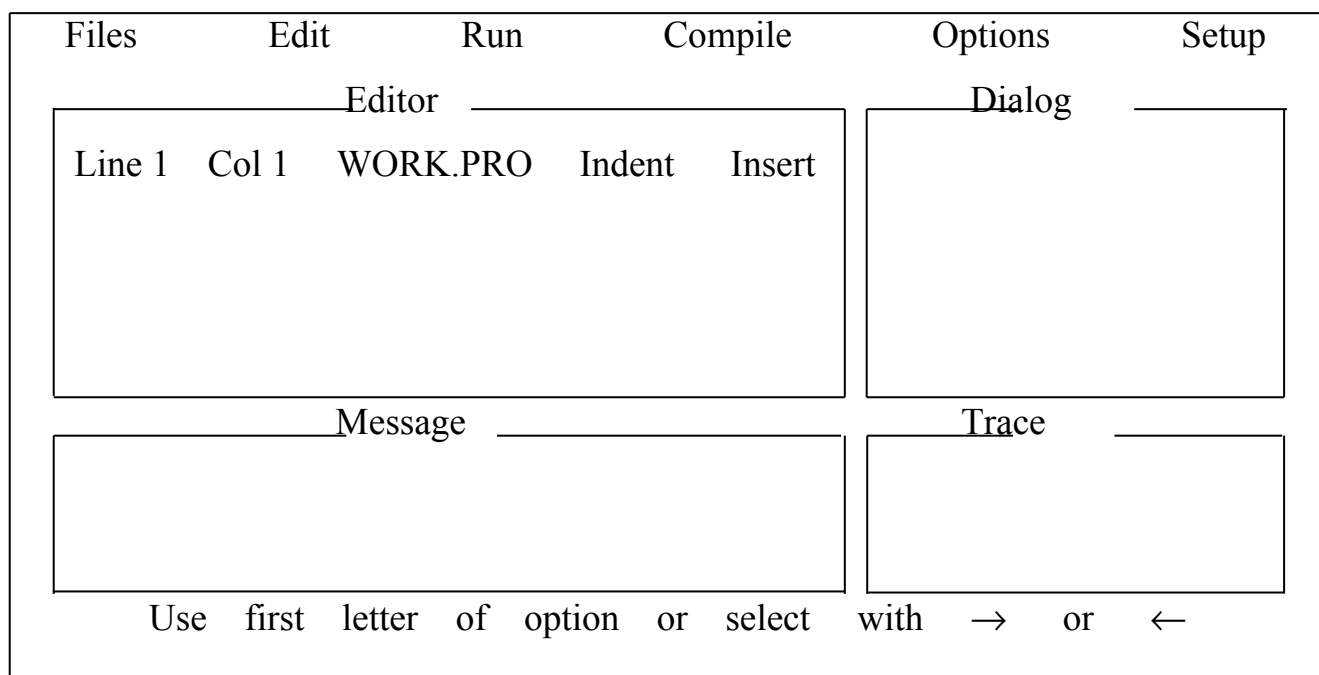 Files Edit Run Compile Options Setup
Editor Dialog
Line 1 Col 1 WORK.PRO Indent Insert
Message Trace
Use first letter of option or select with → or ←